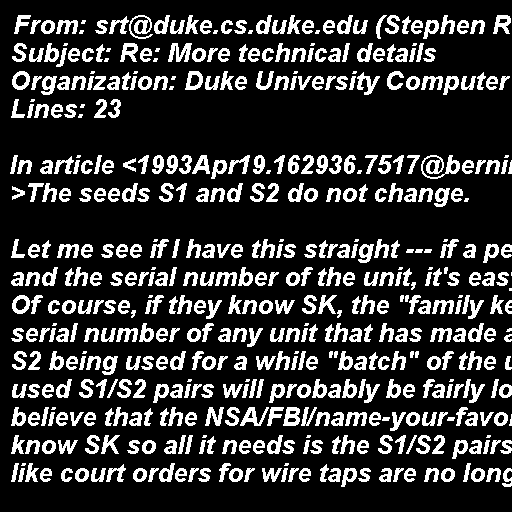 From: srt@duke.cs.duke.edu (Stephen R
Subject: Re: More technical details
Organization: Duke University Computer
Lines: 23
In article <1993Apr19.162936.7517@berni
>The seeds S1 and S2 do not change.
Let me see if I have this straight --- if a pe
and the serial number of the unit, it's eas
Of course, if they know SK, the "family ke
serial number of any unit that has made a
S2 being used for a while "batch" of the u
used S1/S2 pairs will probably be fairly lo
believe that the NSA/FBI/name-your-favo
know SK so all it needs is the S1/S2 pairs
like court orders for wire taps are no long